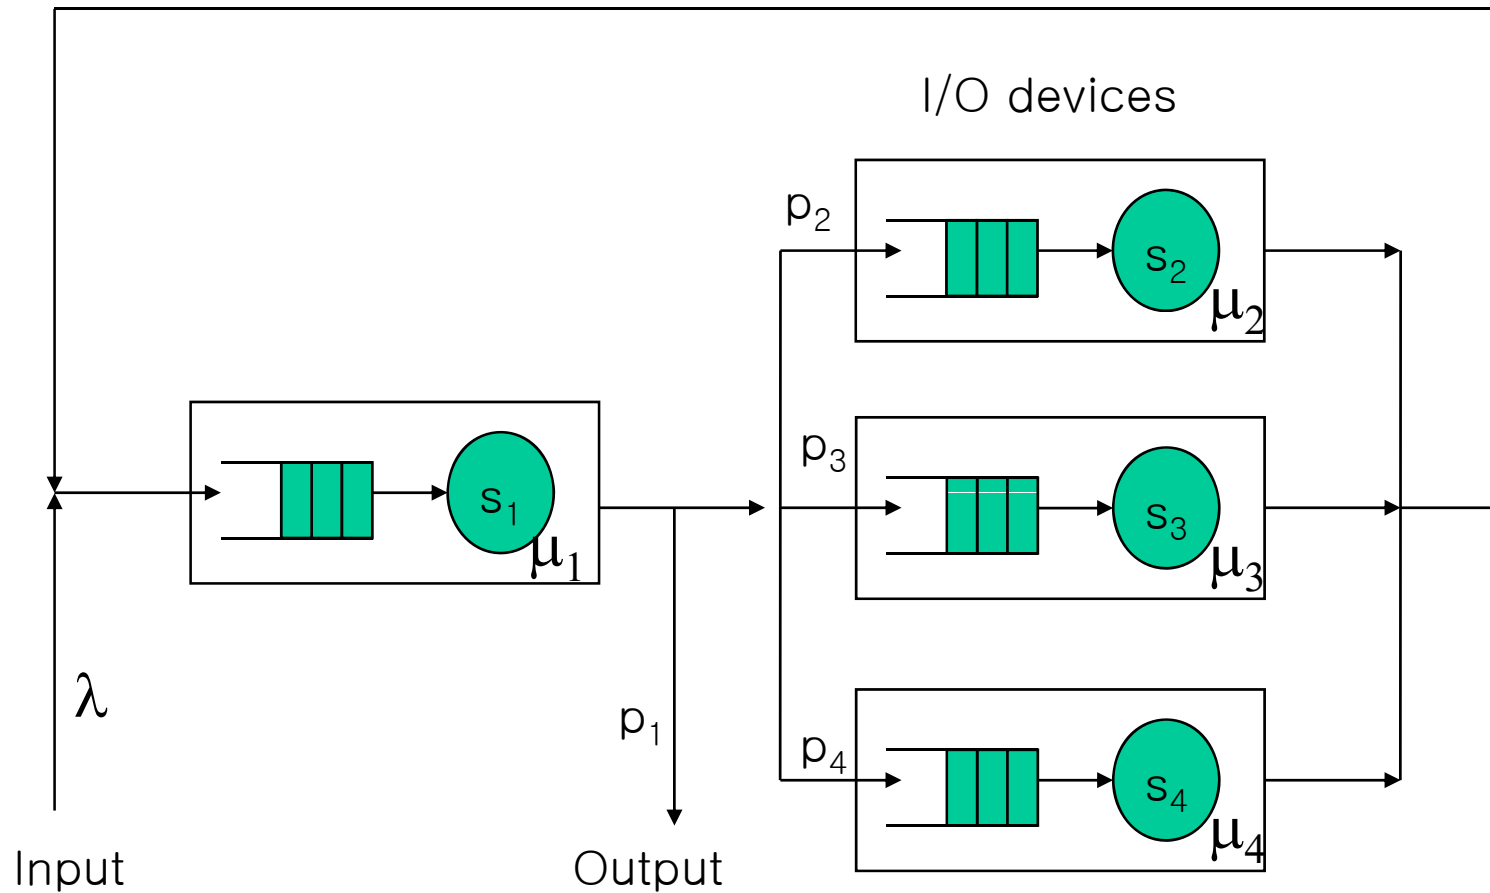 I/O devices
p₂
s₂
μ₂
p₃
s₁
s₃
μ₁
μ₃
λ
p₁
p₄
s₄
μ₄
Input
Output